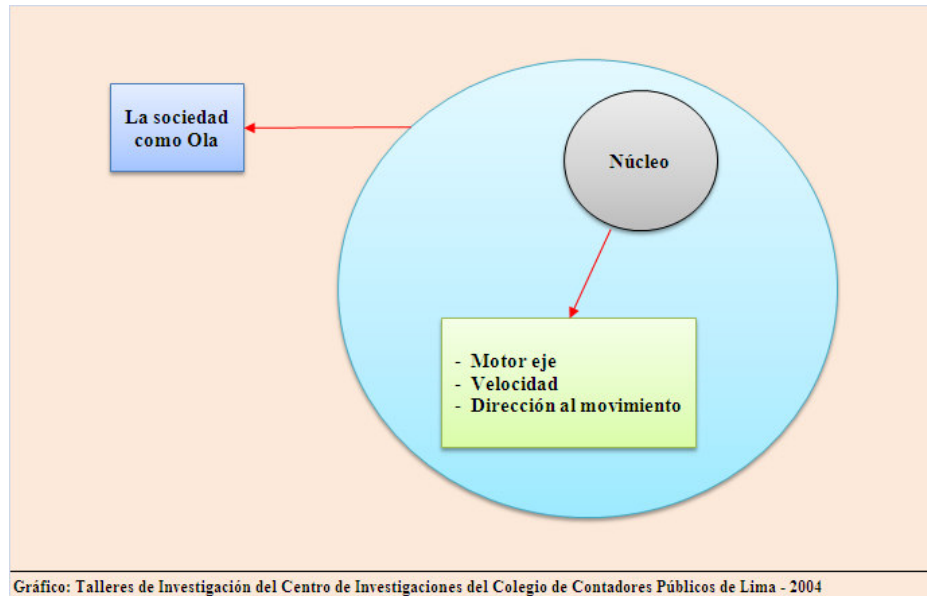 La sociedad
como Ola
Núcleo
- Motor eje
- Velocidad
- Dirección al movimiento
Gráfico: Talleres de Investigación del Centro de Investigaciones del Colegio de Contadores Públicos de Lima - 2004